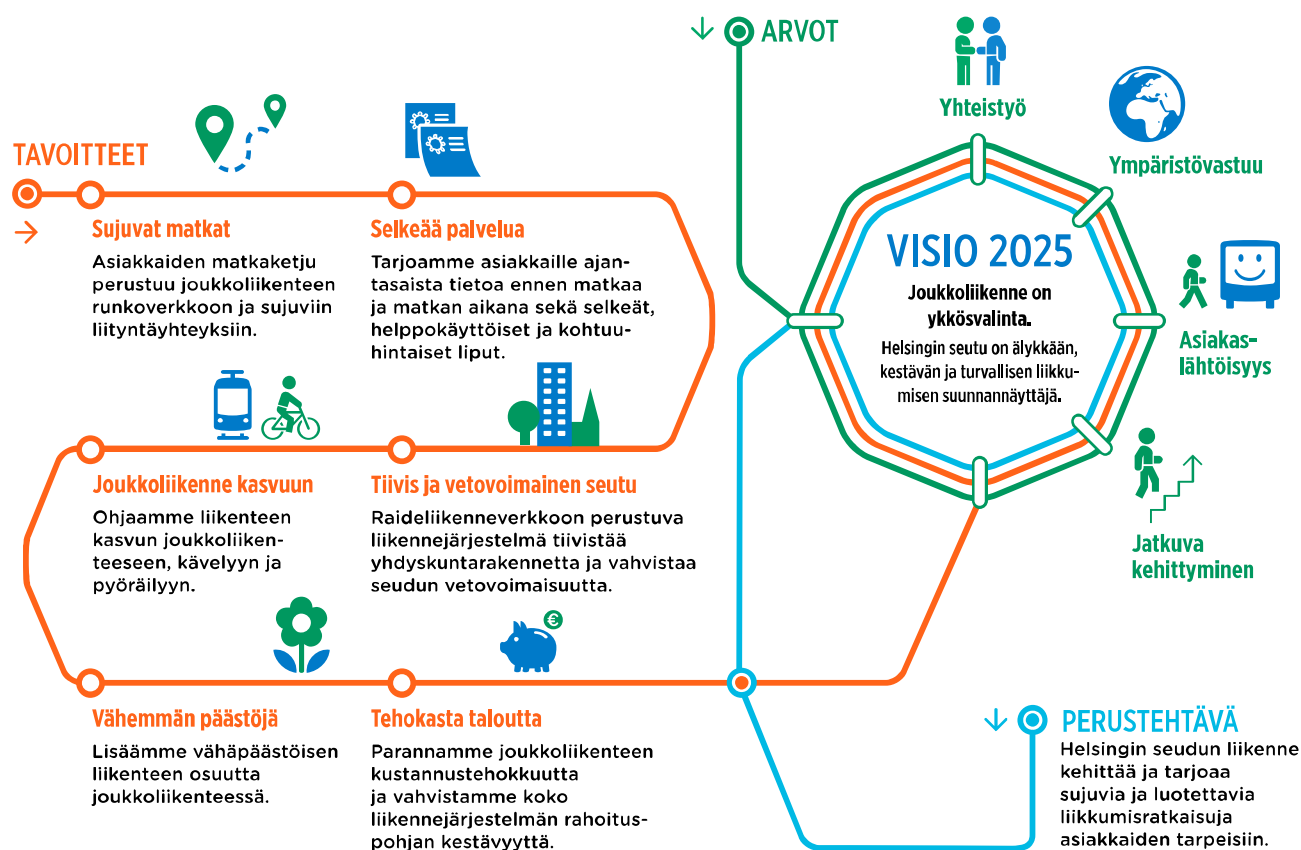 TAVOITTEET
Sujuvat matkat
Asiakkaiden matkaketju
perustuu joukkoliikenteen
runkoverkkoon ja sujuviin
liityntäyhteyksiin.
Selkeää palvelua
Tarjoamme asiakkaille ajan-
tasaista tietoa ennen matkaa
ja matkan aikana sekä selkeät,
helppokäyttöiset ja kohtuu-
hintaiset liput.
Joukkoliikenne kasvuun
Ohjaamme liikenteen
kasvun joukkoliiken-
teeseen, kävelyyn ja
pyöräilyyn.
Tiivis ja vetovoimainen seutu
Raideliikenneverkkoon perustuva
liikennejärjestelmä tiivistää
yhdyskuntarakennetta ja vahvistaa
seudun vetovoimaisuutta.
Vähemmän päästöjä
Lisäämme vähäpäästöisen
liikenteen osuutta
joukkoliikenteessä.
€
Tehokasta taloutta
Parannamme joukkoliikenteen
kustannustehokkuutta
ja vahvistamme koko
liikennejärjestelmän rahoitus-
pohjan kestävyyttä.
ARVOT
Yhteistyö
Ympäristövastuu
Asiakas-
lähtöisyys
Jatkuva
kehittyminen
VISIO 2025
Joukkoliikenne on
ykkösvalinta.
Helsingin seutu on älykkään,
kestävän ja turvallisen liikku-
misen suunnannäyttäjä.
PERUSTEHTÄVÄ
Helsingin seudun liikenne
kehittää ja tarjoaa
sujuvia ja luotettavia
liikkumisratkaisuja
asiakkaiden tarpeisiin.